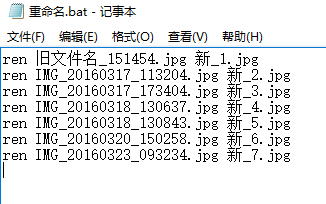 重命名.bat - 记事本
文件(F) 编辑(E) 格式(O) 查看(V) 帮助(H)
ren 旧文件名_151454.jpg 新_1.jpg
ren IMG_20160317_113204.jpg 新_2.jpg
ren IMG_20160317_173404.jpg 新_3.jpg
ren IMG_20160318_130637.jpg 新_4.jpg
ren IMG_20160318_130843.jpg 新_5.jpg
ren IMG_20160320_150258.jpg 新_6.jpg
ren IMG_20160323_093234.jpg 新_7.jpg